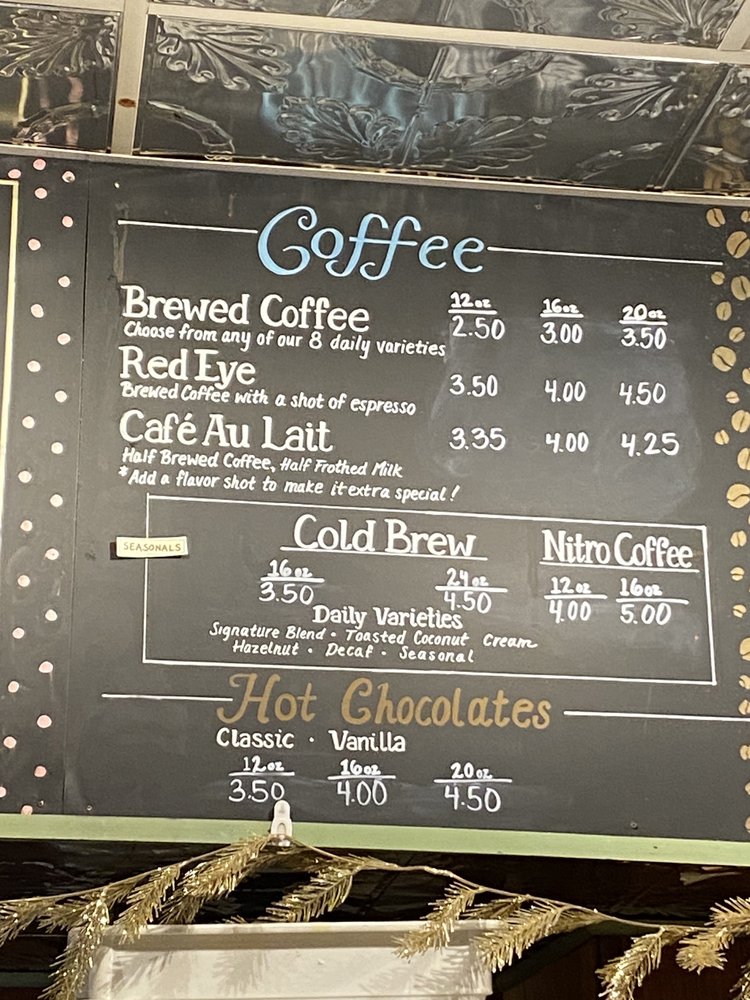 Coffee
12oz 16oz 20oz
Brewed Coffee 2.50 3.00 3.50
Choose from any of our 8 daily varieties
Red Eye 3.50 4.00 4.50
Brewed Coffee with a shot of espresso
Café Au Lait 3.35 4.00 4.25
Half Brewed Coffee, Half Frothed Milk
*Add a flavor shot to make it extra special!
SEASONALS
Cold Brew Nitro Coffee
16oz 24oz 12oz 16oz
3.50 4.50 4.00 5.00
Daily Varieties
Signature Blend · Toasted Coconut Cream
Hazelnut · Decaf · Seasonal
Hot Chocolates
Classic · Vanilla
12oz 16oz 20oz
3.50 4.00 4.50